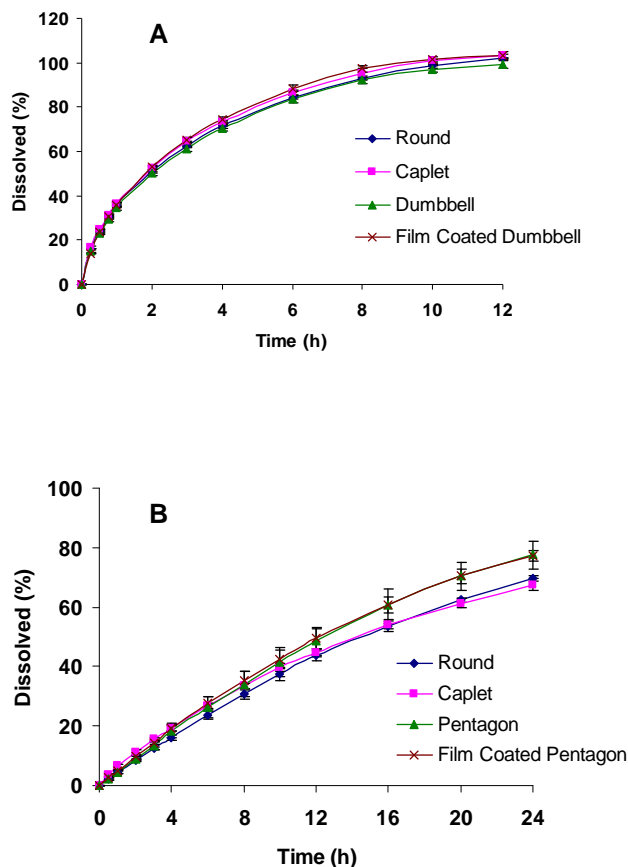 A
120
100
80
60
40
20
0
Dissolved (%)
Round
Caplet
Dumbbell
Film Coated Dumbbell
0 2 4 6 8 10 12
Time (h)
B
100
80
60
40
20
0
Dissolved (%)
Round
Caplet
Pentagon
Film Coated Pentagon
0 4 8 12 16 20 24
Time (h)